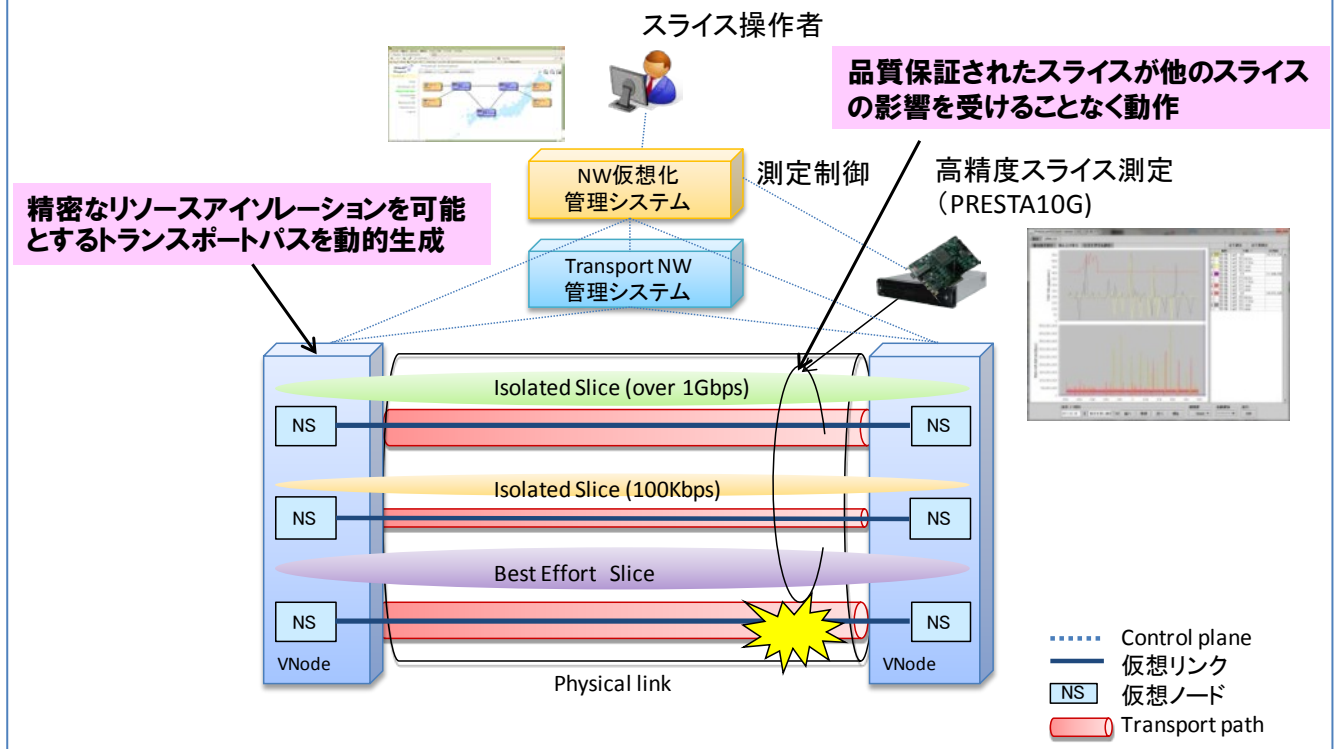 スライス操作者
品質保証されたスライスが他のスライス
の影響を受けることなく動作
NW仮想化
管理システム
測定制御
高精度スライス測定
（PRESTA10G)
精密なリソースアイソレーションを可能
とするトランスポートパスを動的生成
Transport NW
管理システム
Isolated Slice (over 1Gbps)
NS
NS
Isolated Slice (100Kbps)
NS
NS
Best Effort Slice
NS
NS
VNode
VNode
Physical link
Control plane
仮想リンク
NS
仮想ノード
Transport path